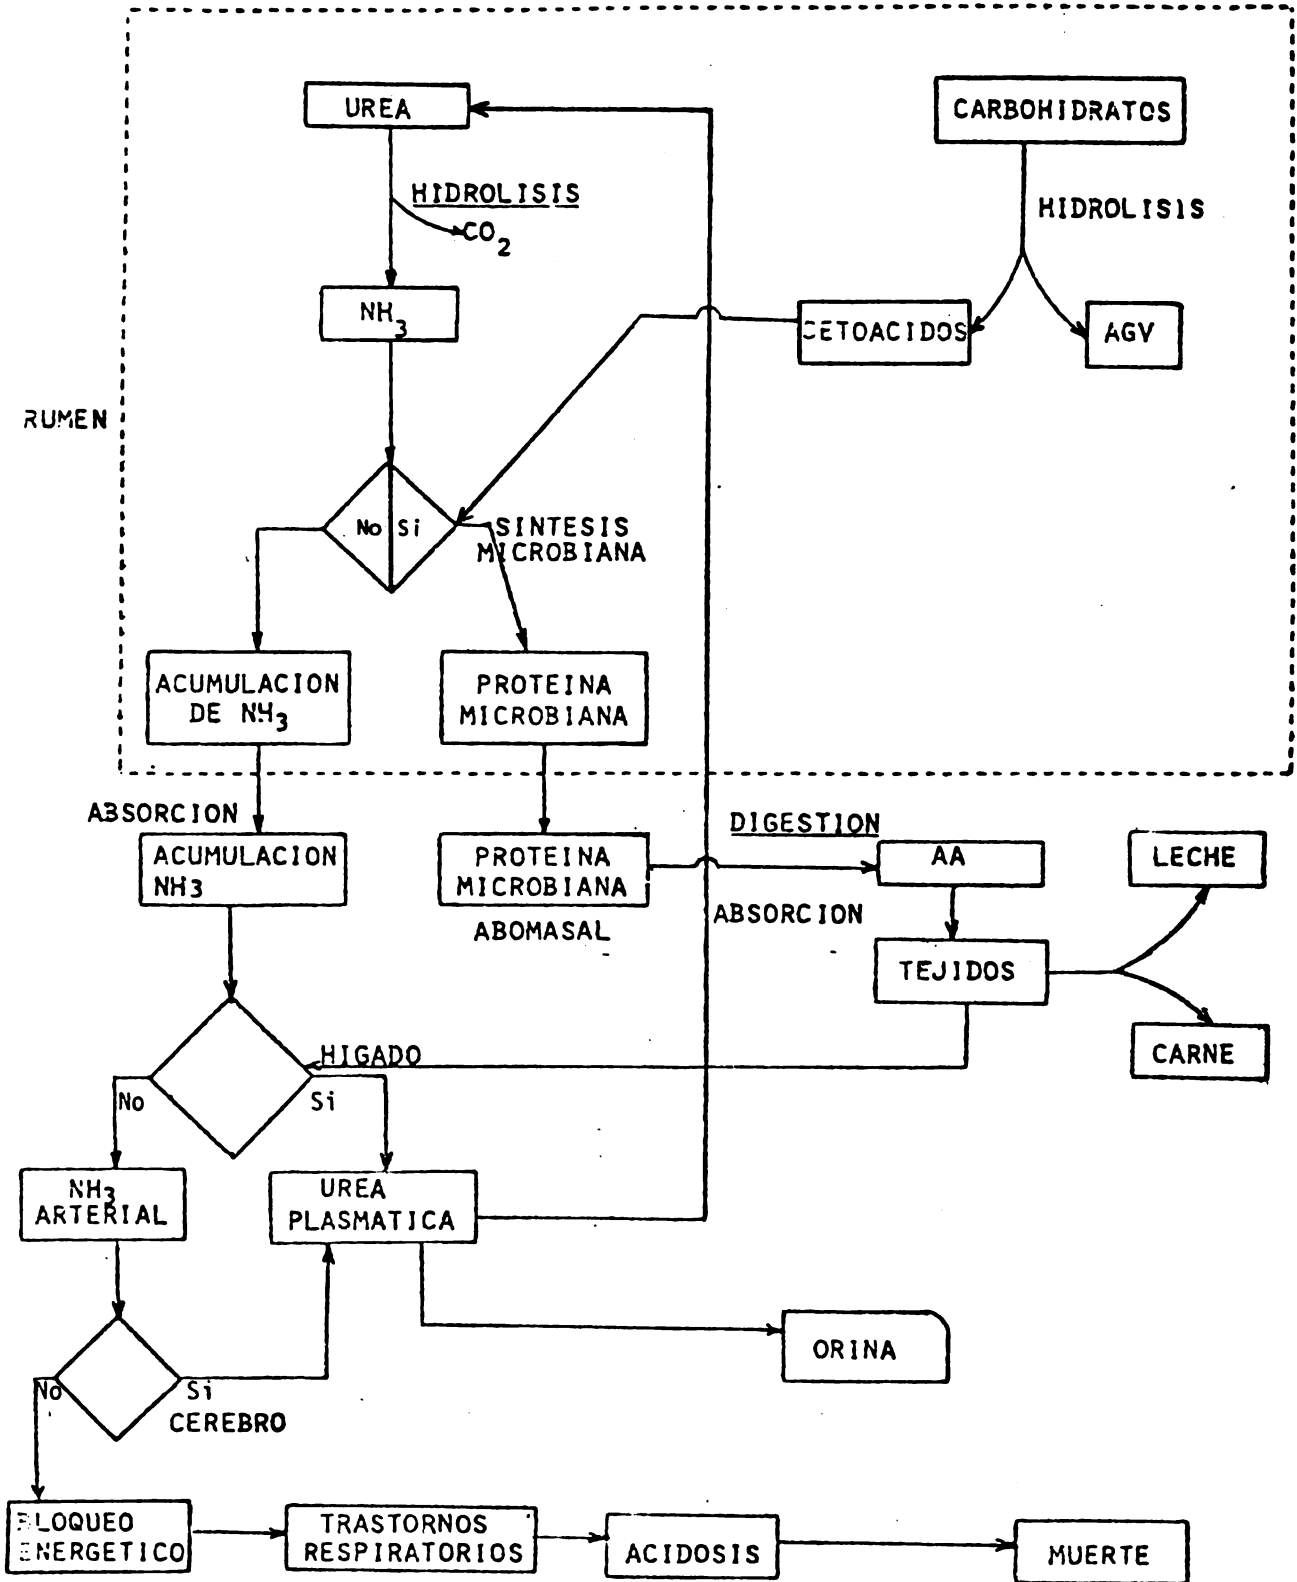 UREA
CARBOHIDRATOS
HIDROLISIS
CO2
HIDROLISIS
NH3
CETOACIDOS
AGV
RUMEN
No Si
SINTESIS
MICROBIANA
ACUMULACION
DE NH3
PROTEINA
MICROBIANA
ABSORCION
ACUMULACION
NH3
PROTEINA
MICROBIANA
ABOMASAL
DIGESTION
AA
LECHE
ABSORCION
TEJIDOS
CARNE
HIGADO
No
Si
NH3
ARTERIAL
UREA
PLASMATICA
ORINA
No
Si
CEREBRO
BLOQUEO
ENERGETICO
TRASTORNOS
RESPIRATORIOS
ACIDOSIS
MUERTE